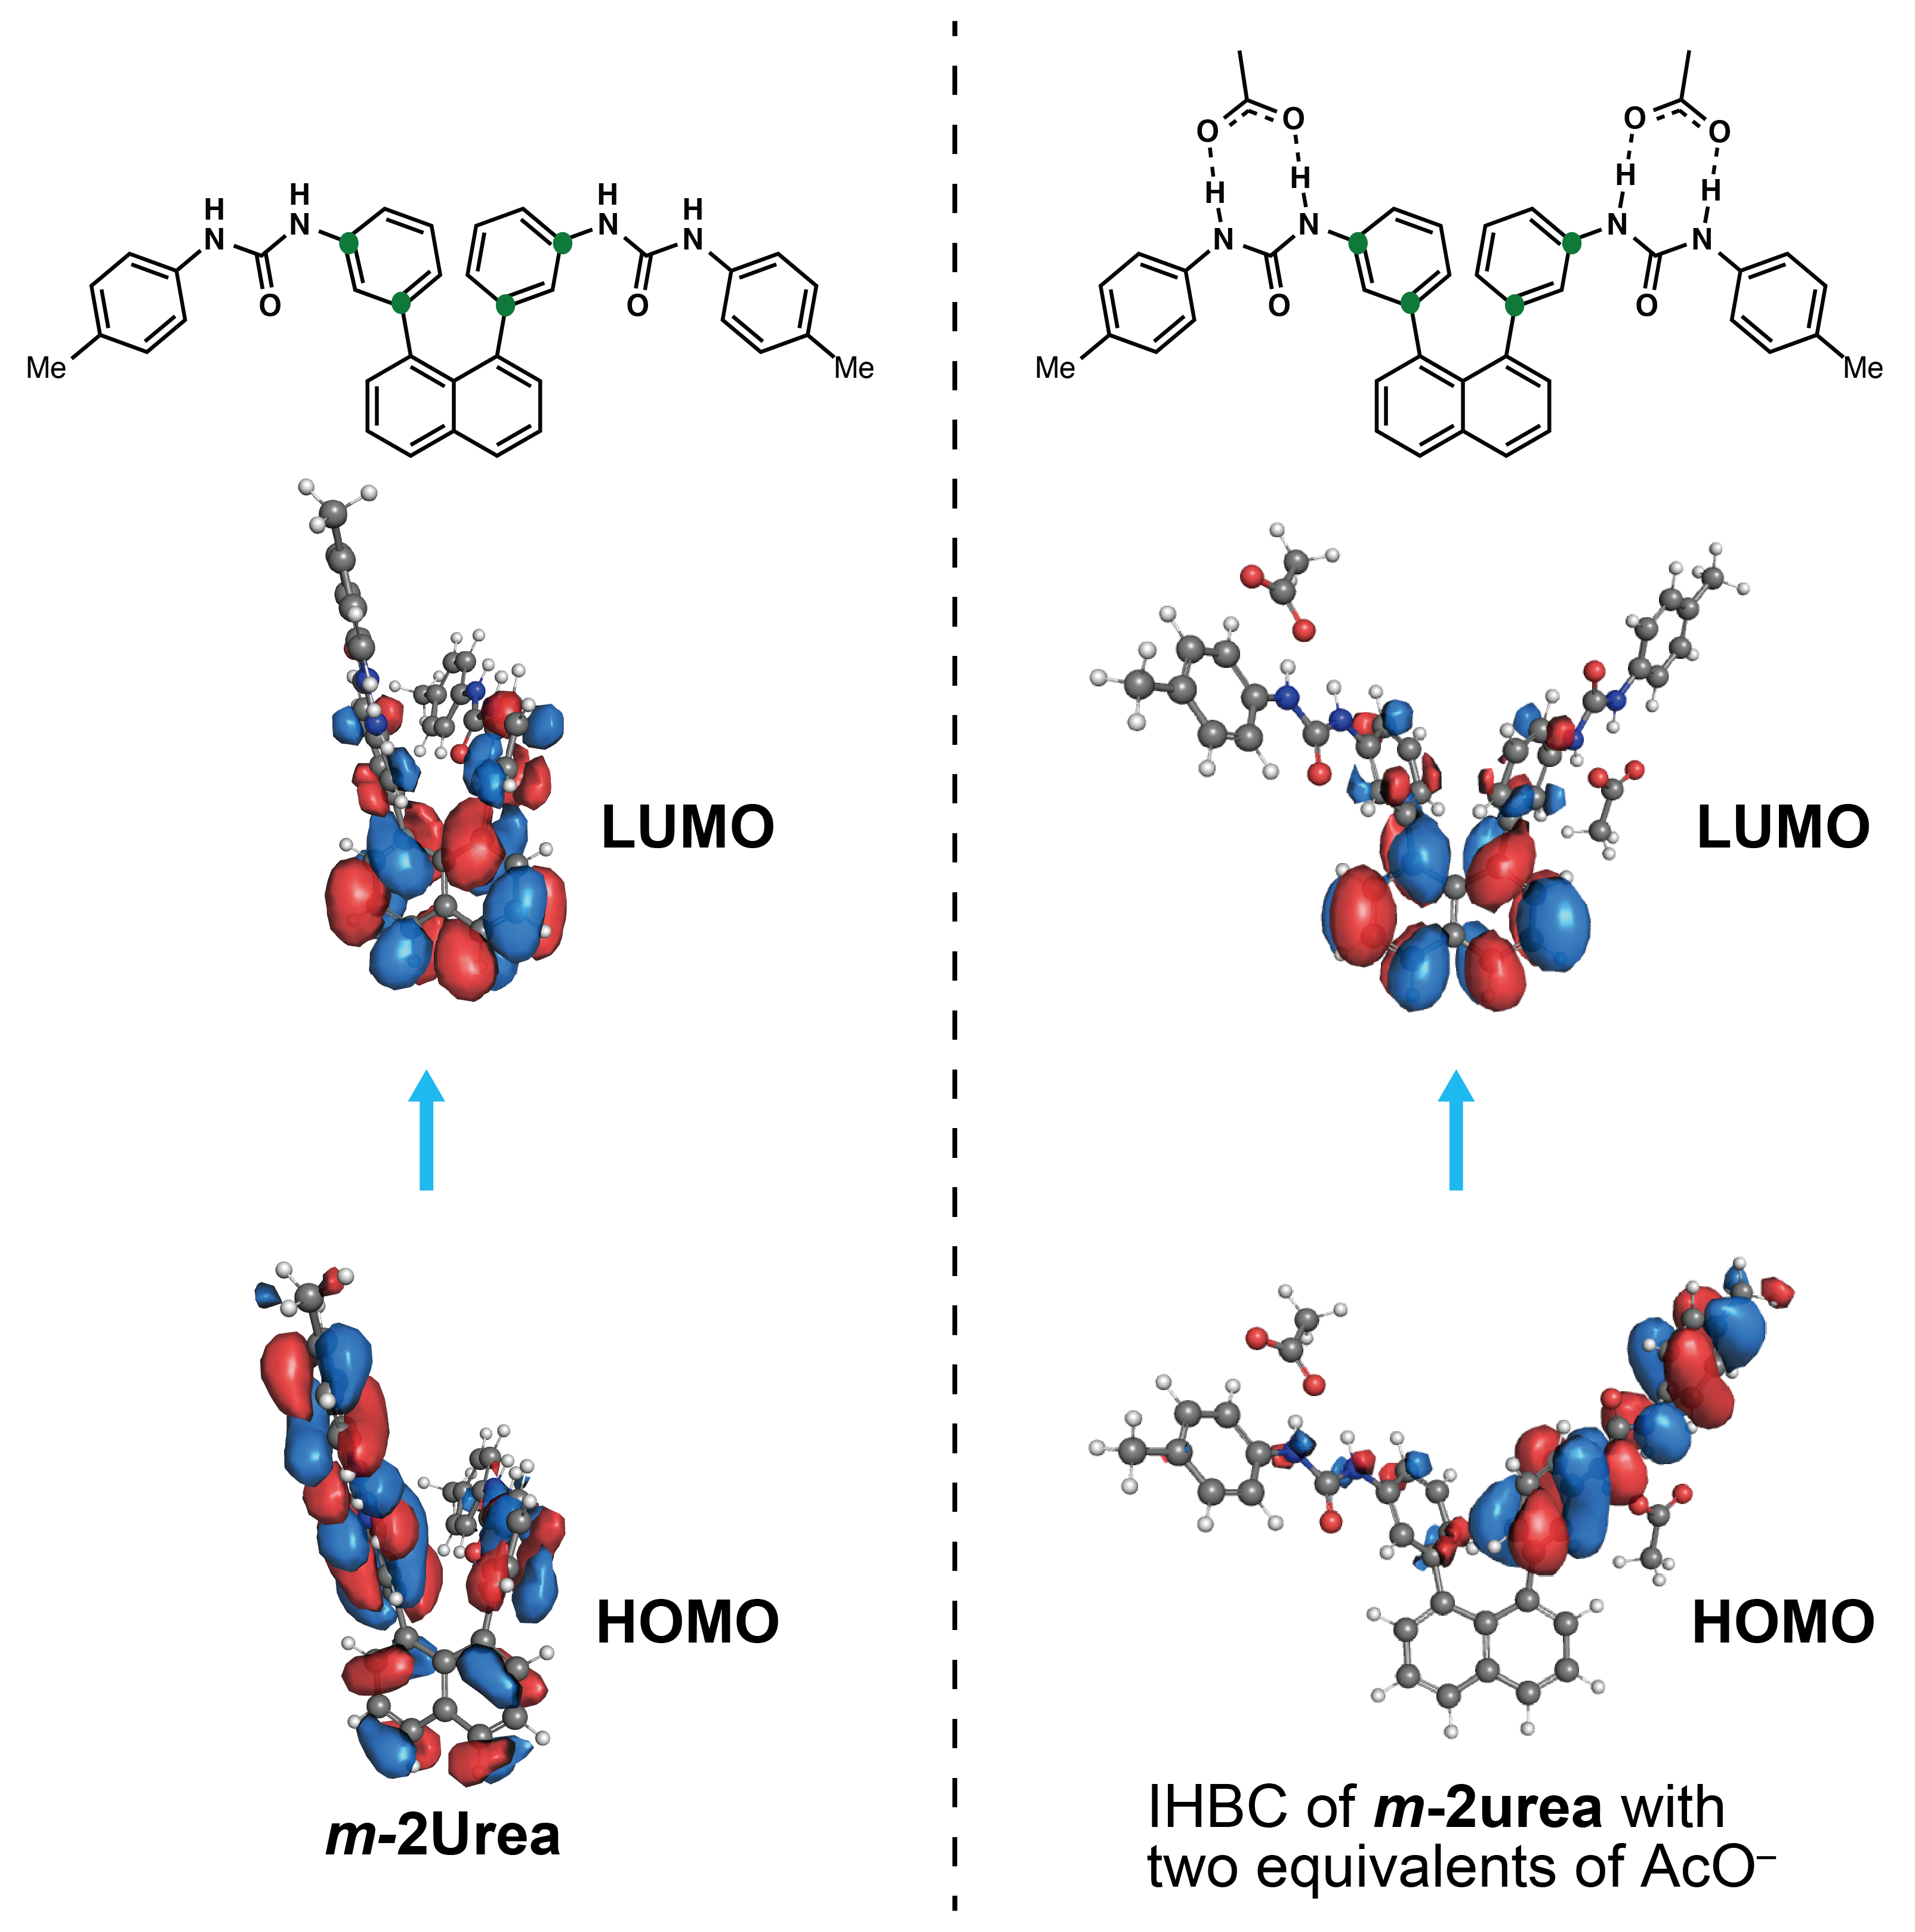 H H H H
N N N N
O O
Me Me
LUMO
HOMO
m-2Urea
O O O O
H H H H
N N N N
O O
Me Me
LUMO
HOMO
IHBC of m-2urea with
two equivalents of AcO⁻